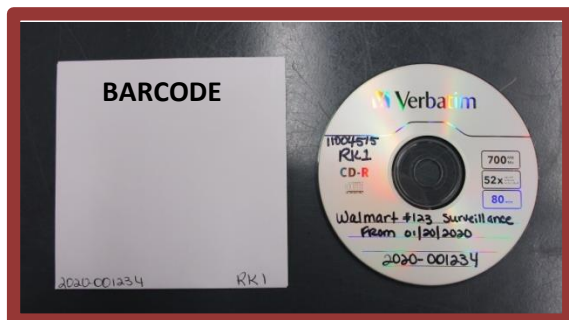 BARCODE
2020-001234 RK1
Verbatim
11004515
RK1
CD-R
700
52x
80
Walmart #123 Surveillance
From 01/20/2020
2020-001234